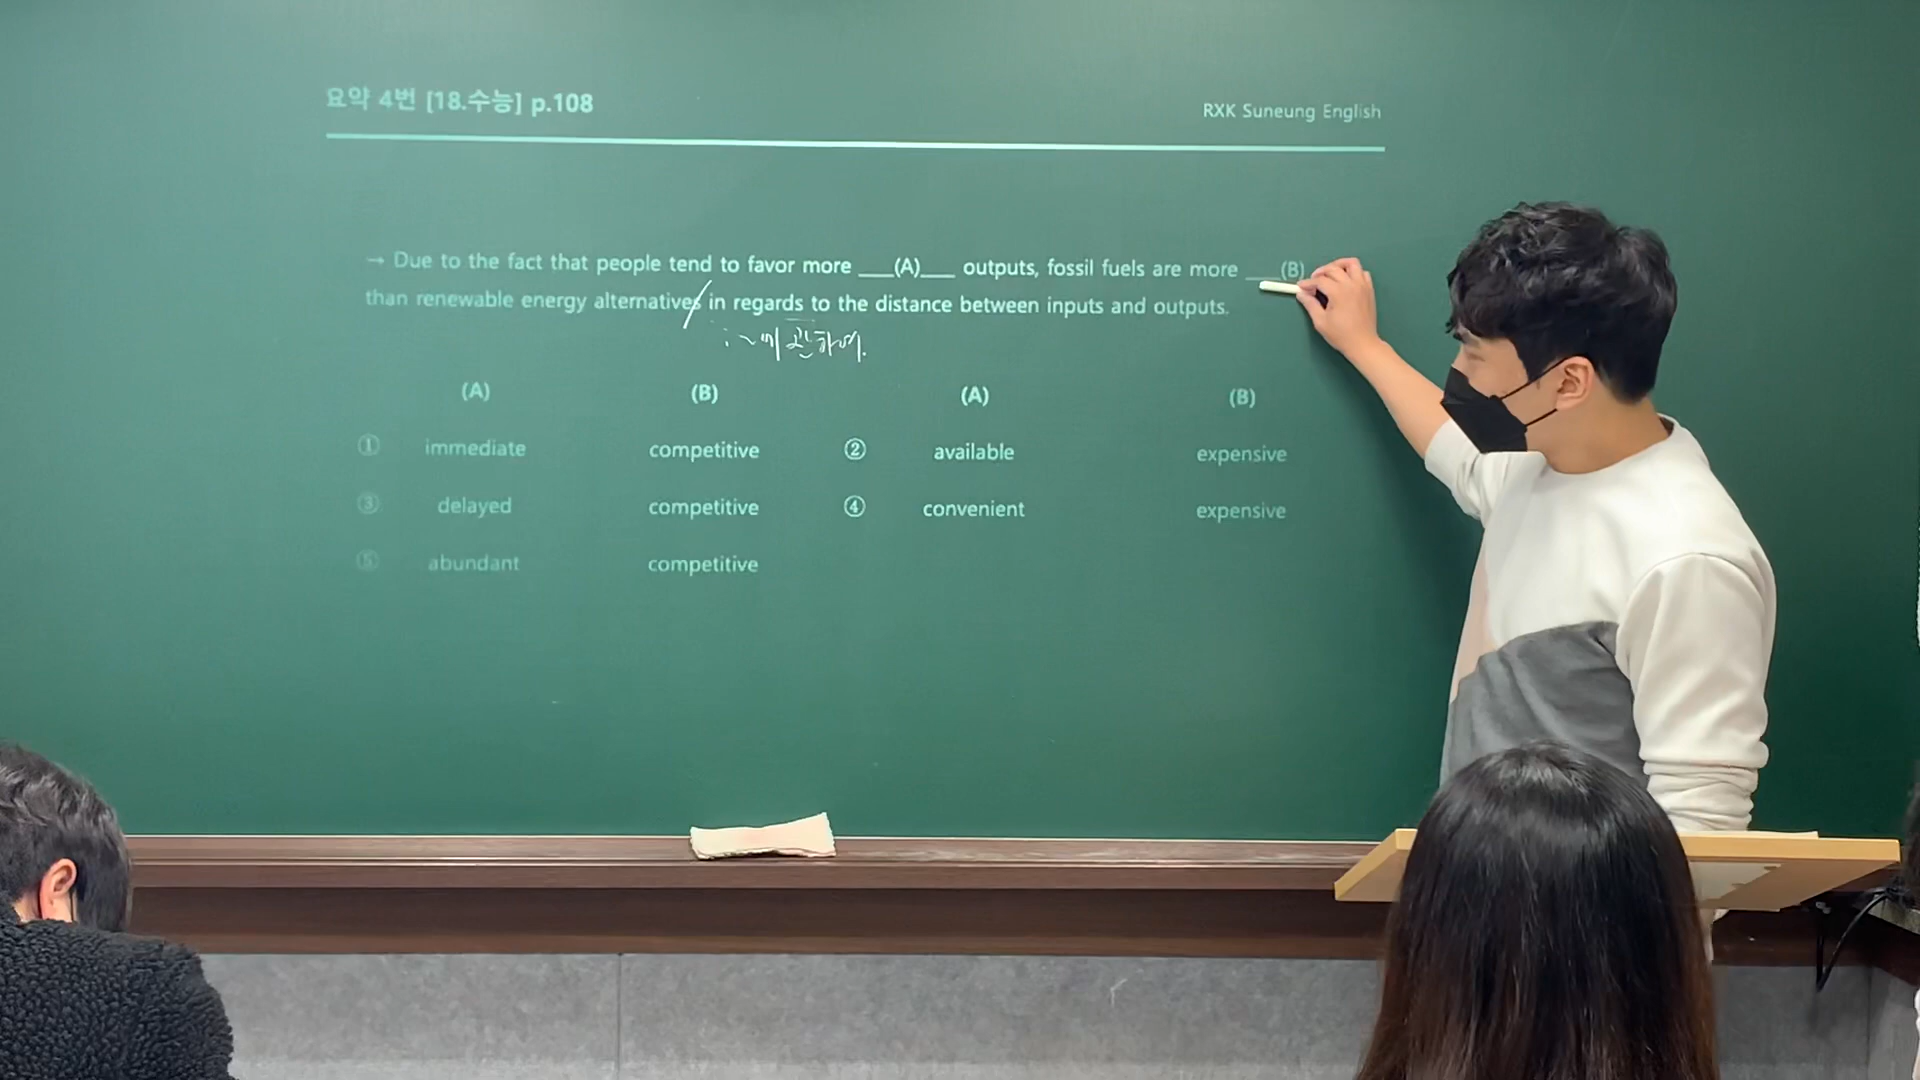 요약 4번 [18.수능] p.108
RXK Suneung English
→ Due to the fact that people tend to favor more ___(A)___ outputs, fossil fuels are more ___(B)
than renewable energy alternatives in regards to the distance between inputs and outputs.
: ~에 관하여.
(A) (B) (A) (B)
① immediate competitive ② available expensive
③ delayed competitive ④ convenient expensive
⑤ abundant competitive